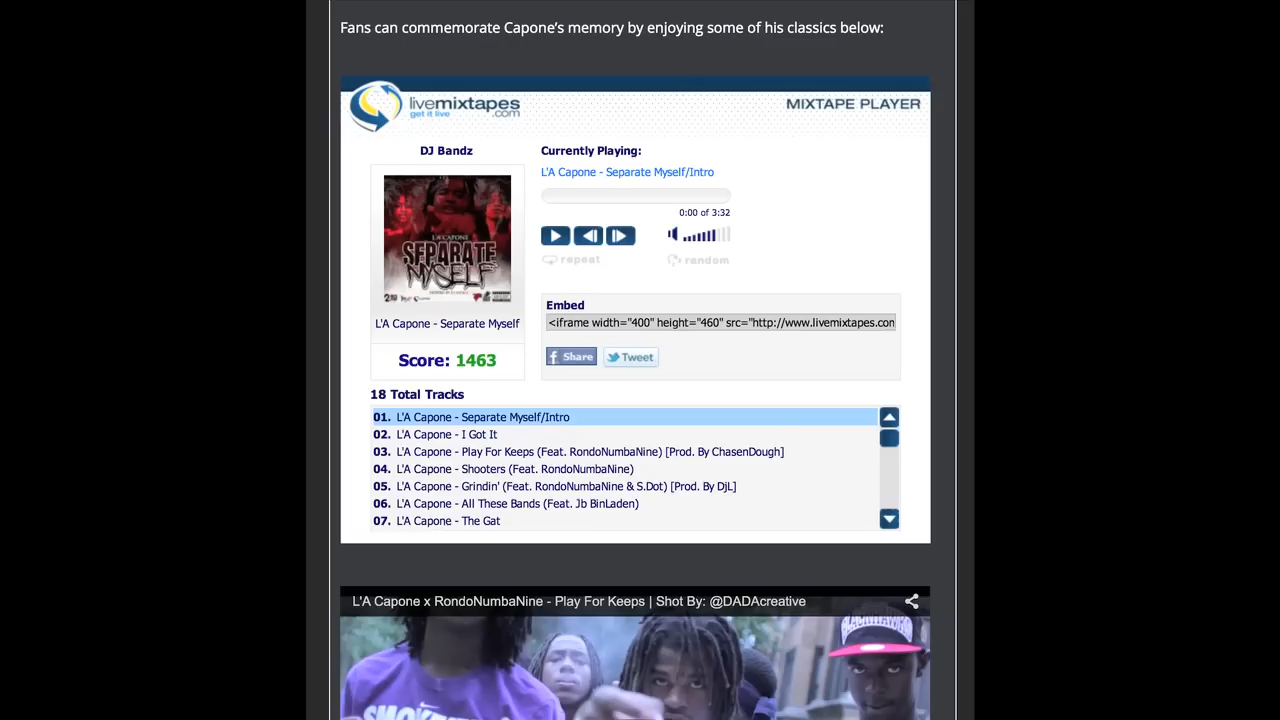 Fans can commemorate Capone’s memory by enjoying some of his classics below:
livemixtapes
.com
get it live
MIXTAPE PLAYER
DJ Bandz
Currently Playing:
L'A Capone - Separate Myself/Intro
0:00 of 3:32
repeat
random
L'A CAPONE
SEPARATE
MYSELF
L'A Capone - Separate Myself
Score: 1463
Embed
<iframe width="400" height="460" src="http://www.livemixtapes.con
f Share
Tweet
18 Total Tracks
01. L'A Capone - Separate Myself/Intro
02. L'A Capone - I Got It
03. L'A Capone - Play For Keeps (Feat. RondoNumbaNine) [Prod. By ChasenDough]
04. L'A Capone - Shooters (Feat. RondoNumbaNine)
05. L'A Capone - Grindin' (Feat. RondoNumbaNine & S.Dot) [Prod. By DjL]
06. L'A Capone - All These Bands (Feat. Jb BinLaden)
07. L'A Capone - The Gat
L'A Capone x RondoNumbaNine - Play For Keeps | Shot By: @DADAcreative